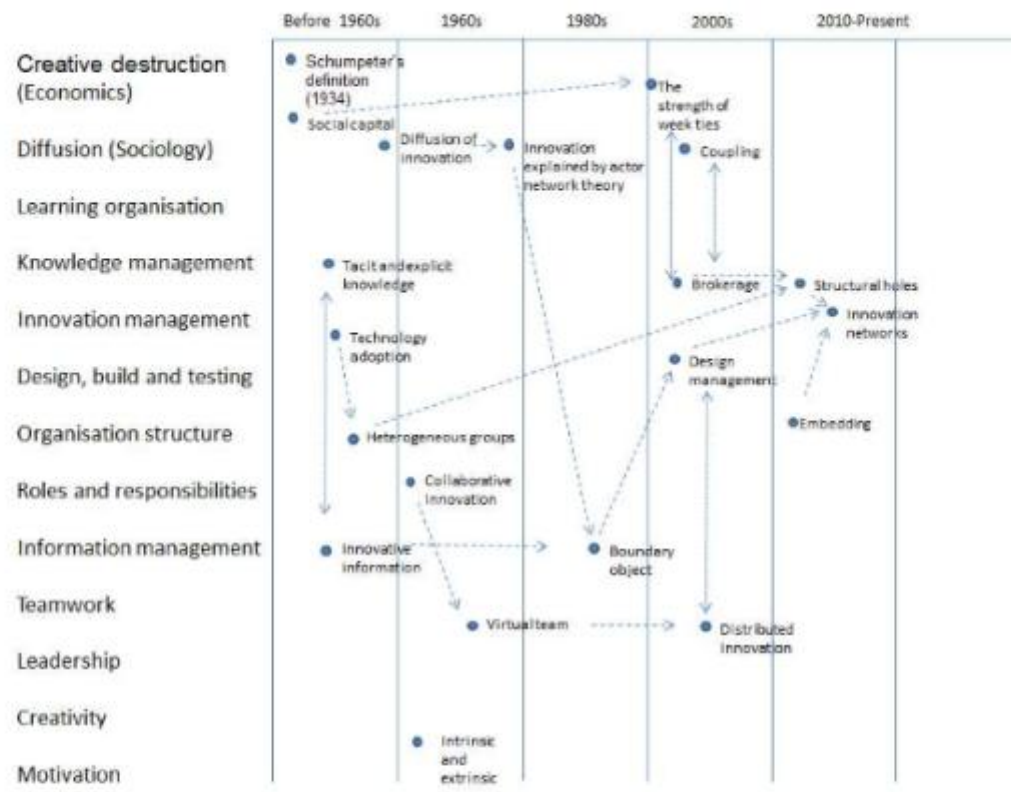 Before 1960s 1960s 1980s 2000s 2010-Present
Creative destruction
(Economics)
Schumpeter's
definition
(1934)
The
strength of
week ties
Social capital
Diffusion (Sociology)
Diffusion of
innovation
Innovation
explained by actor
network theory
Coupling
Learning organisation
Knowledge management
Tacit and explicit
knowledge
Brokerage
Structural holes
Innovation management
Technology
adoption
Innovation
networks
Design, build and testing
Design
management
Organisation structure
Heterogeneous groups
Embedding
Roles and responsibilities
Collaborative
innovation
Information management
Innovative
information
Boundary
object
Teamwork
Virtual team
Distributed
innovation
Leadership
Creativity
Motivation
Intrinsic
and
extrinsic